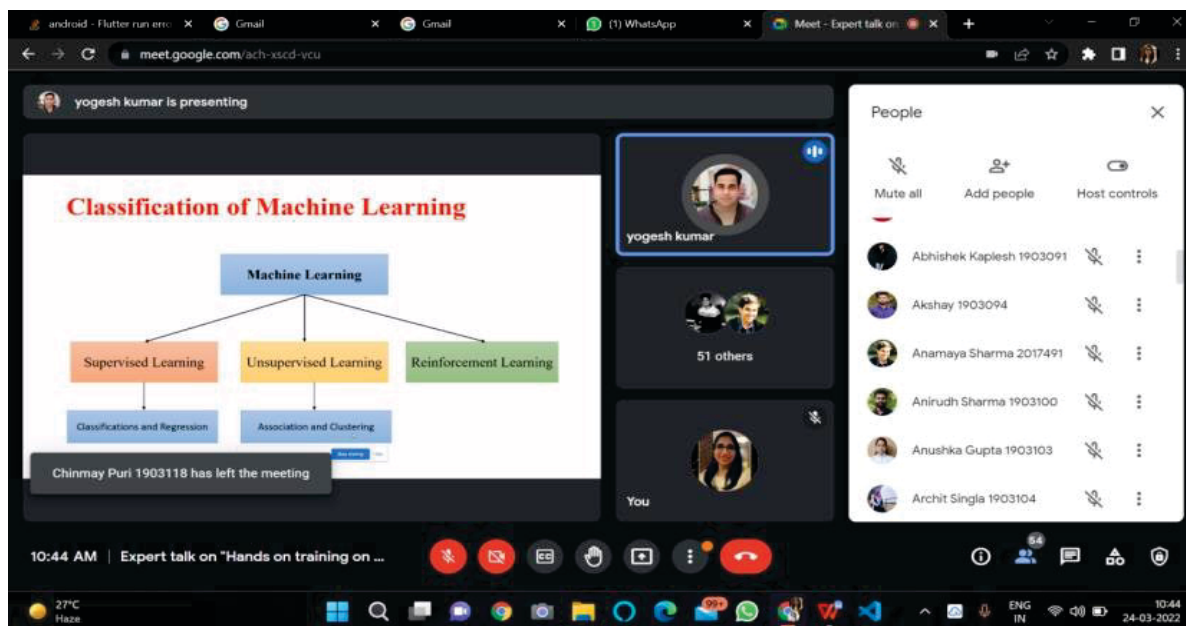 android - Flutter run erro
Gmail
Gmail
(1) WhatsApp
Meet - Expert talk on
meet.google.com/ach-xscd-vcu
yogesh kumar is presenting
Classification of Machine Learning
Machine Learning
Supervised Learning
Unsupervised Learning
Reinforcement Learning
Classifications and Regression
Association and Clustering
Chinmay Puri 1903118 has left the meeting
yogesh kumar
51 others
You
People
Mute all
Add people
Host controls
Abhishek Kaplesh 1903091
Akshay 1903094
Anamaya Sharma 2017491
Anirudh Sharma 1903100
Anushka Gupta 1903103
Archit Singla 1903104
10:44 AM | Expert talk on "Hands on training on ...
54
27°C
Haze
99+
ENG
IN
10:44
24-03-2022